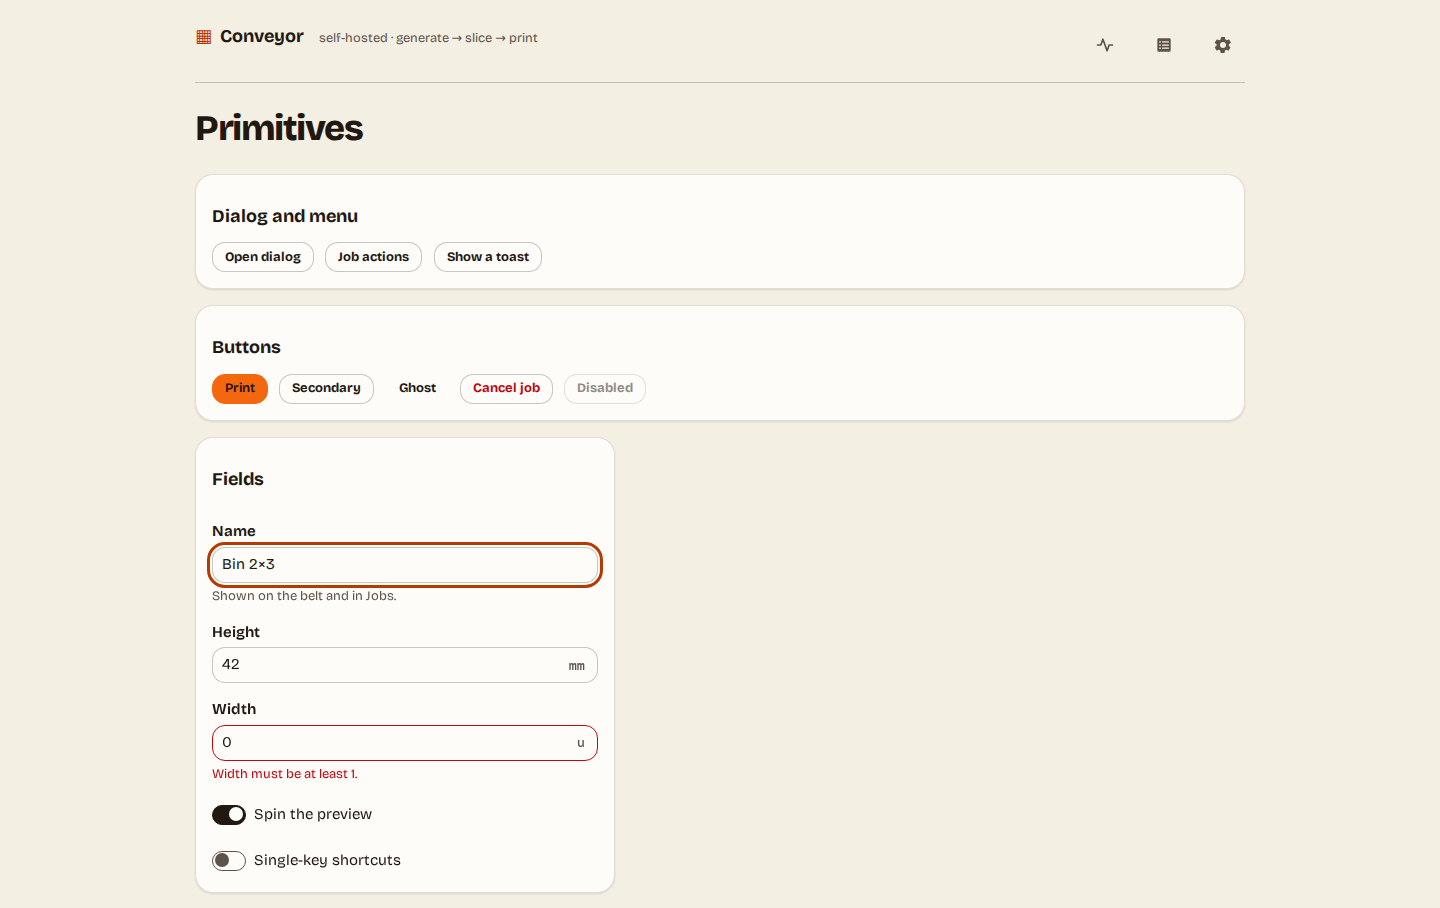 Conveyor self-hosted · generate → slice → print
Primitives
Dialog and menu
Open dialog Job actions Show a toast
Buttons
Print Secondary Ghost Cancel job Disabled
Fields
Name
Bin 2×3
Shown on the belt and in Jobs.
Height
42 mm
Width
0 u
Width must be at least 1.
Spin the preview
Single-key shortcuts